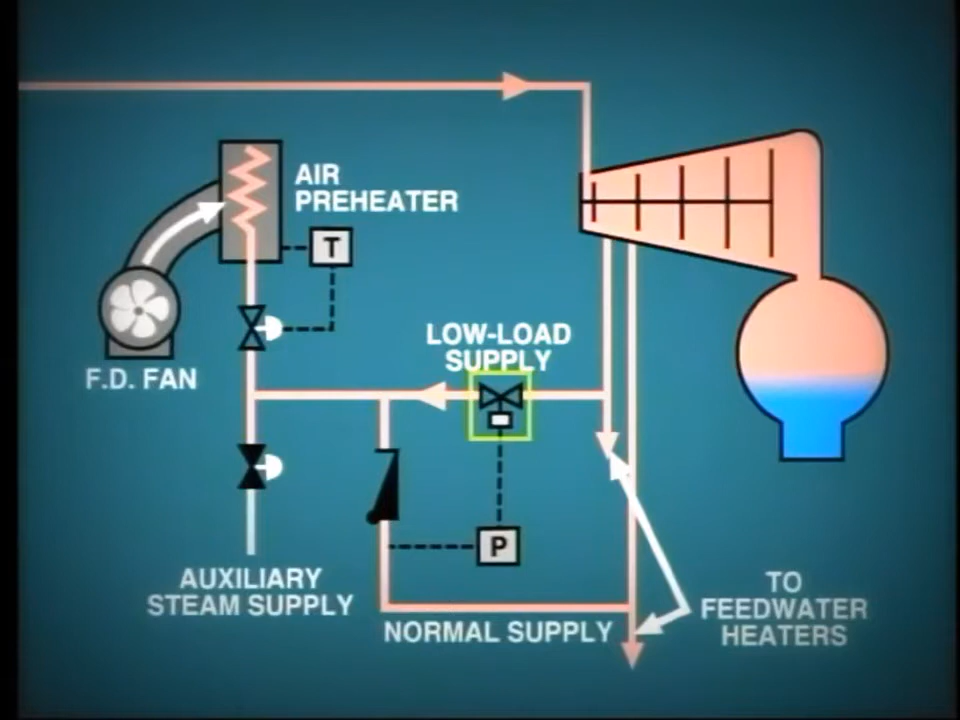 AIR
PREHEATER
T
F.D. FAN
LOW-LOAD
SUPPLY
P
AUXILIARY
STEAM SUPPLY
NORMAL SUPPLY
TO
FEEDWATER
HEATERS